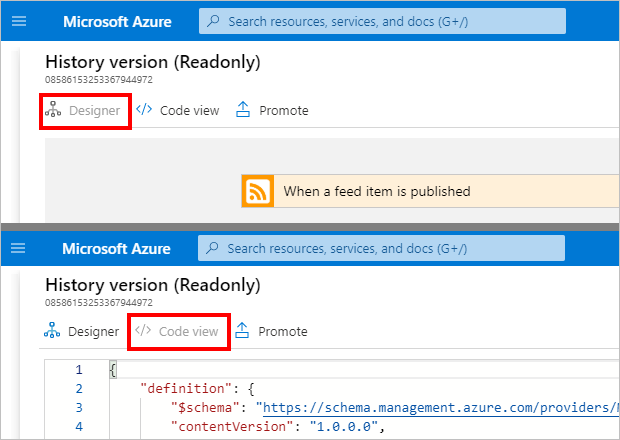 Microsoft Azure
Search resources, services, and docs (G+/)
History version (Readonly)
08586153253367944972
Designer
</> Code view
Promote
When a feed item is published
Microsoft Azure
Search resources, services, and docs (G+/)
History version (Readonly)
08586153253367944972
Designer
</> Code view
Promote
1 {
2 "definition": {
3 "$schema": "https://schema.management.azure.com/providers/
4 "contentVersion": "1.0.0.0",